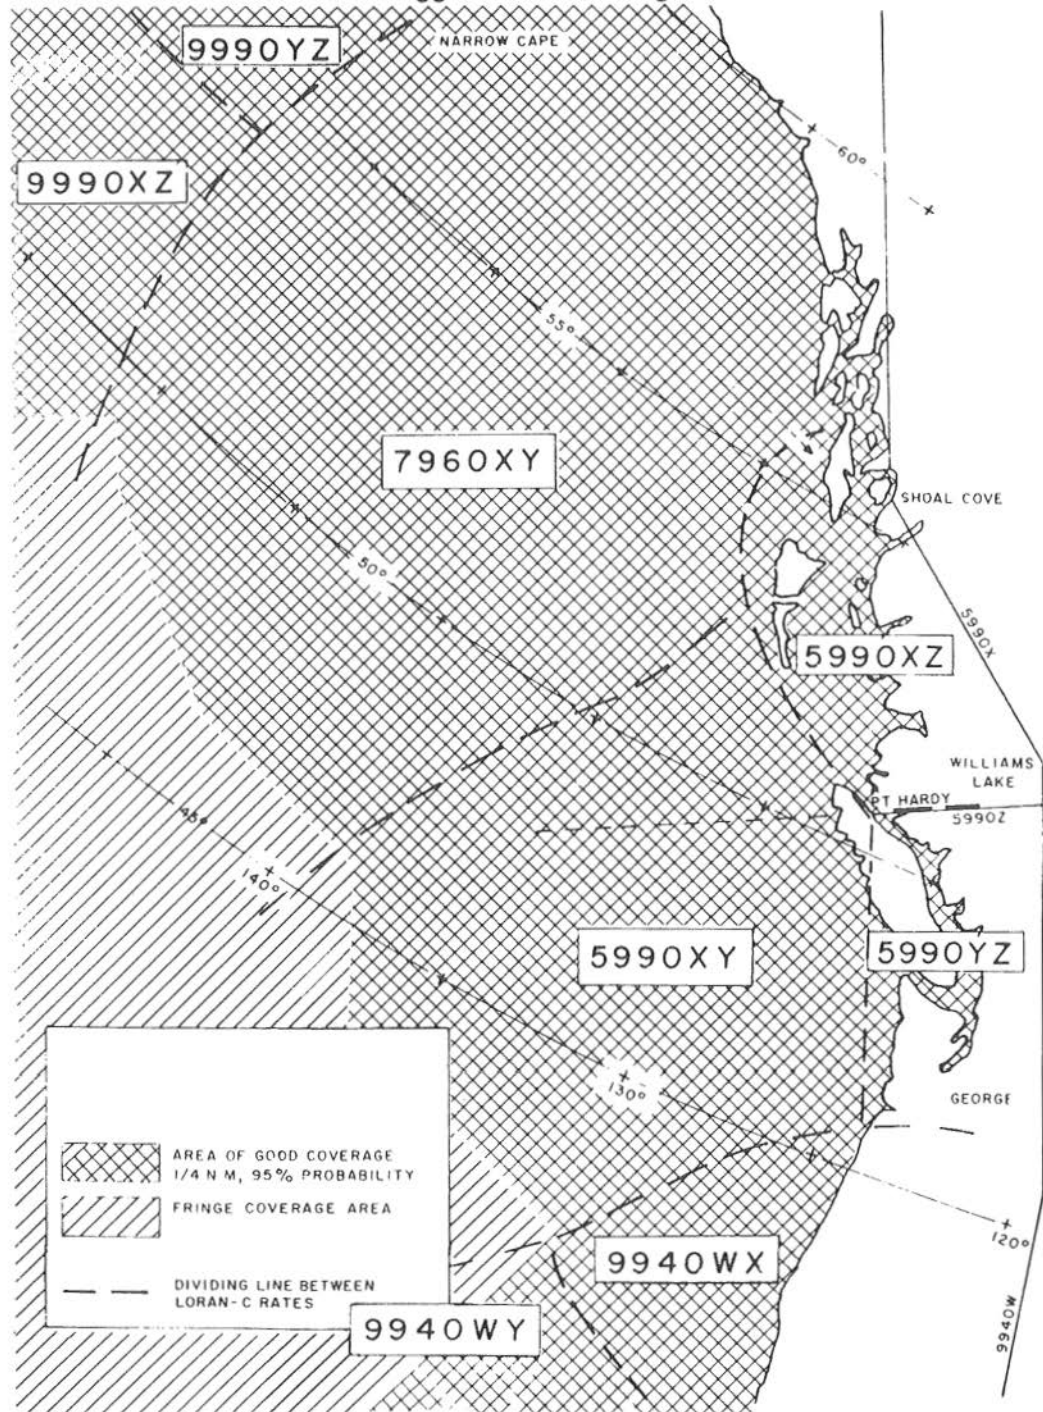 9990YZ
NARROW CAPE
60°
9990XZ
55°
7960XY
SHOAL COVE
50°
5990X
5990XZ
WILLIAMS
LAKE
PT HARDY
5990Z
45°
140°
5990XY
5990YZ
130°
GEORGE
AREA OF GOOD COVERAGE
1/4 N M, 95% PROBABILITY
FRINGE COVERAGE AREA
120°
9940WX
DIVIDING LINE BETWEEN
LORAN-C RATES
9940WY
9940W